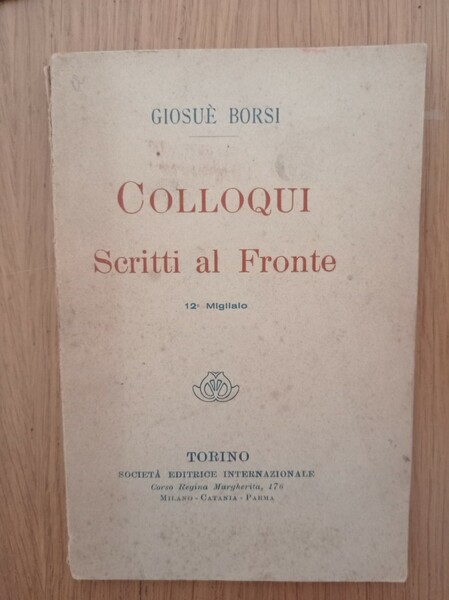 GIOSUÈ BORSI
COLLOQUI
Scritti al Fronte
12° Migliaio
TORINO
SOCIETÀ EDITRICE INTERNAZIONALE
Corso Regina Margherita, 176
MILANO - CATANIA - PARMA